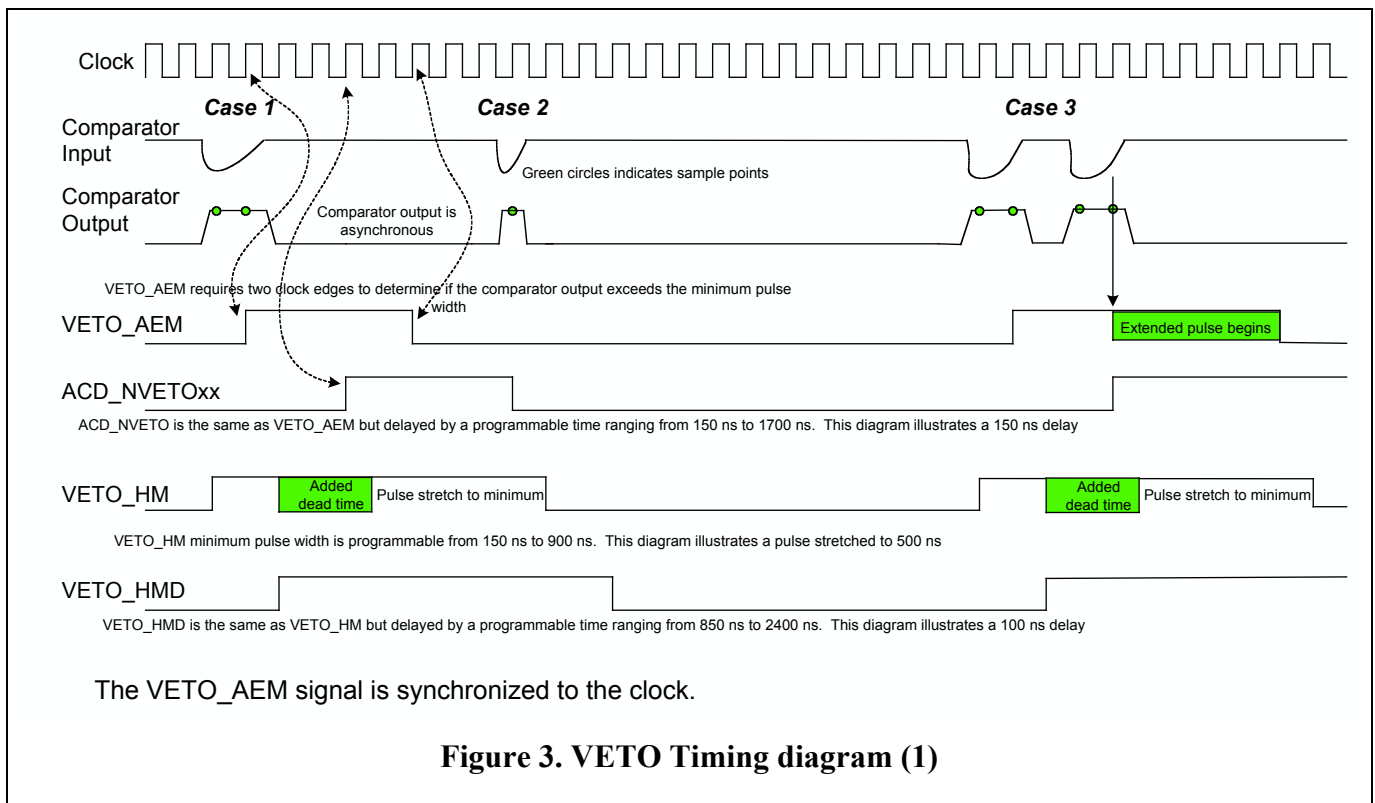 Clock
Case 1
Case 2
Case 3
Comparator
Input
Green circles indicates sample points
Comparator
Output
Comparator output is
asynchronous
VETO_AEM requires two clock edges to determine if the comparator output exceeds the minimum pulse
width
VETO_AEM
Extended pulse begins
ACD_NVETOxx
ACD_NVETO is the same as VETO_AEM but delayed by a programmable time ranging from 150 ns to 1700 ns. This diagram illustrates a 150 ns delay
VETO_HM
Added
dead time
Pulse stretch to minimum
Added
dead time
Pulse stretch to minimum
VETO_HM minimum pulse width is programmable from 150 ns to 900 ns. This diagram illustrates a pulse stretched to 500 ns
VETO_HMD
VETO_HMD is the same as VETO_HM but delayed by a programmable time ranging from 850 ns to 2400 ns. This diagram illustrates a 100 ns delay
The VETO_AEM signal is synchronized to the clock.
Figure 3. VETO Timing diagram (1)